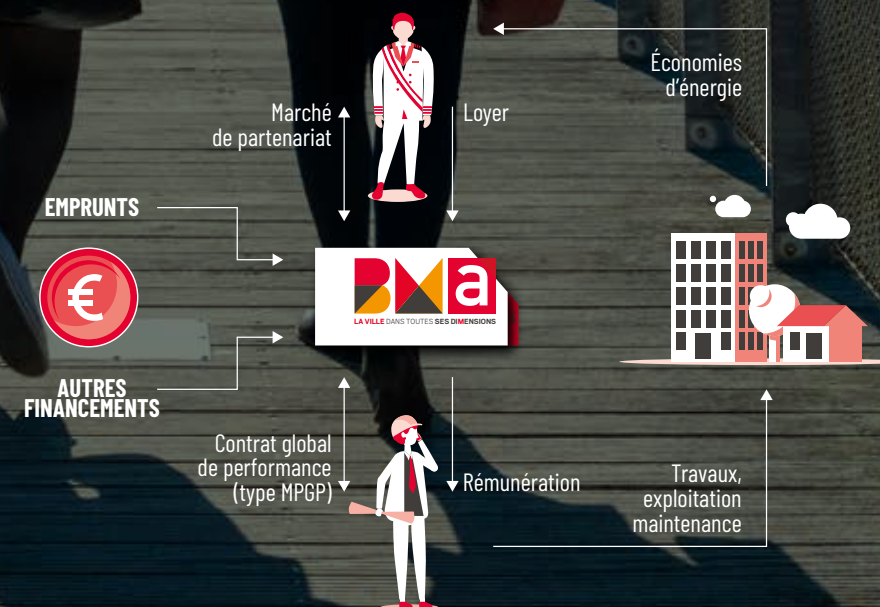 Économies
d'énergie
Marché
de partenariat
Loyer
EMPRUNTS
€
BMa
LA VILLE DANS TOUTES SES DIMENSIONS
AUTRES
FINANCEMENTS
Contrat global
de performance
(type MPGP)
Rémunération
Travaux,
exploitation
maintenance